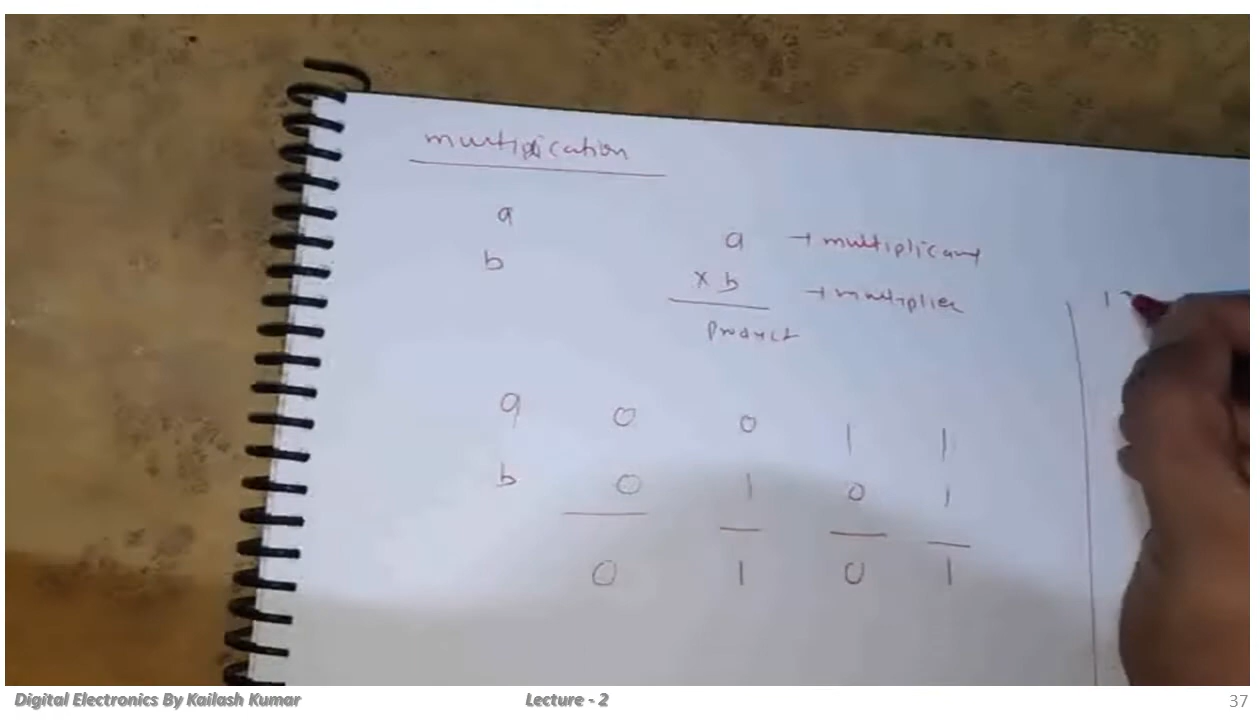 multiplication
a
b
a → multiplicant
x b → multiplier
product
a 0 0 1 1
b 0 1 0 1
0 1 0 1
Digital Electronics By Kailash Kumar Lecture - 2 37